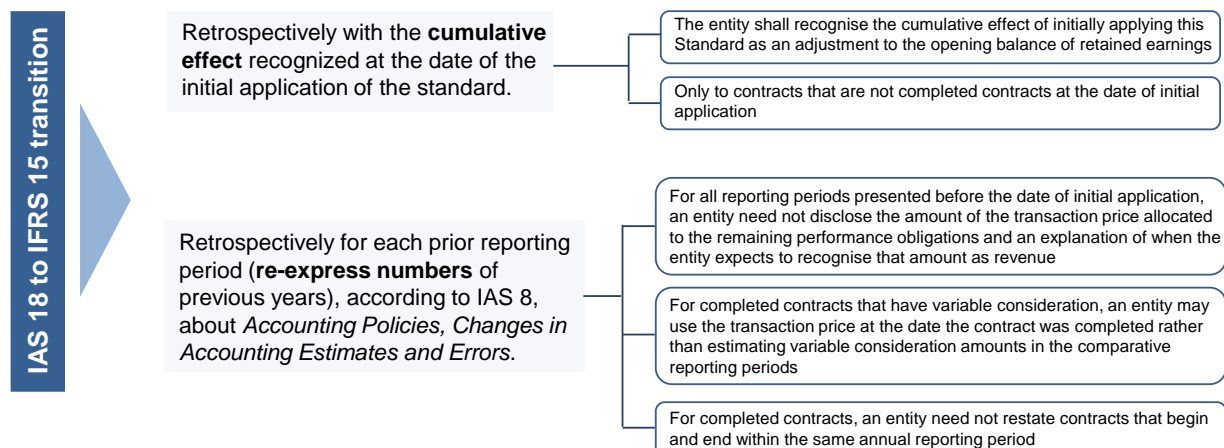 IAS 18 to IFRS 15 transition
Retrospectively with the cumulative
effect recognized at the date of the
initial application of the standard.
The entity shall recognise the cumulative effect of initially applying this
Standard as an adjustment to the opening balance of retained earnings
Only to contracts that are not completed contracts at the date of initial
application
Retrospectively for each prior reporting
period (re-express numbers of
previous years), according to IAS 8,
about Accounting Policies, Changes in
Accounting Estimates and Errors.
For all reporting periods presented before the date of initial application,
an entity need not disclose the amount of the transaction price allocated
to the remaining performance obligations and an explanation of when the
entity expects to recognise that amount as revenue
For completed contracts that have variable consideration, an entity may
use the transaction price at the date the contract was completed rather
than estimating variable consideration amounts in the comparative
reporting periods
For completed contracts, an entity need not restate contracts that begin
and end within the same annual reporting period